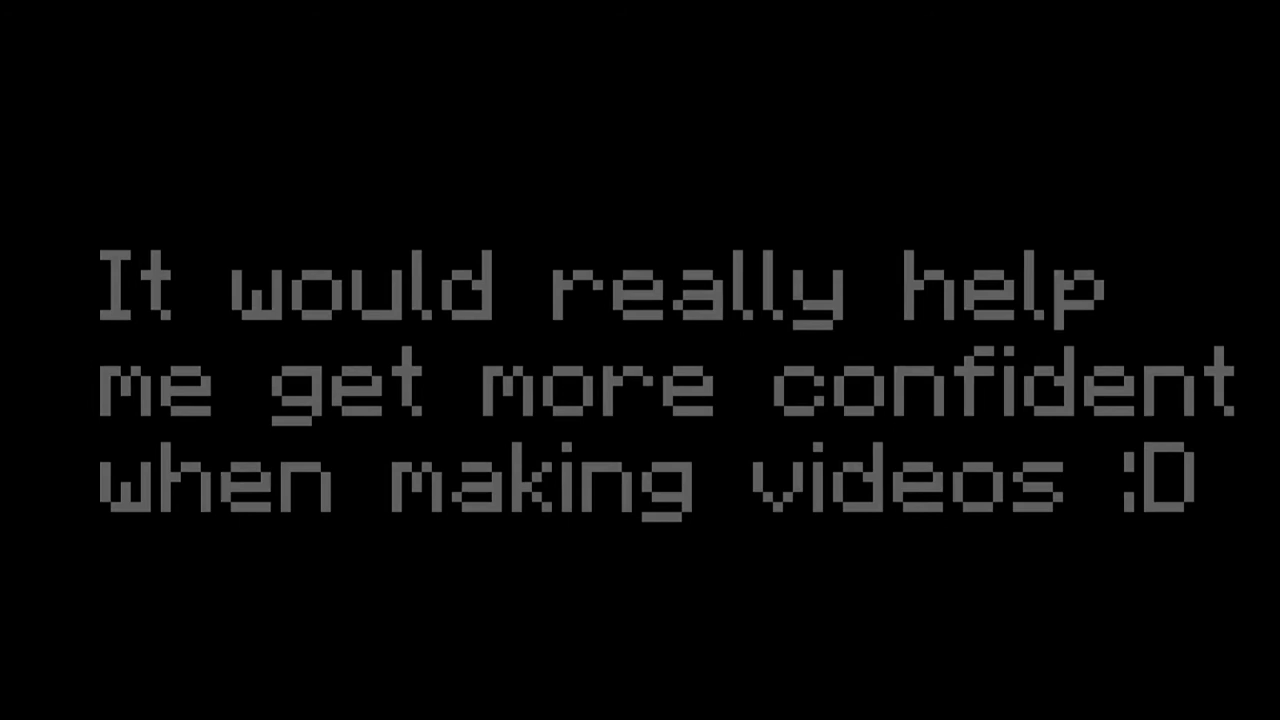 It would really help
me get more confident
when making videos :D